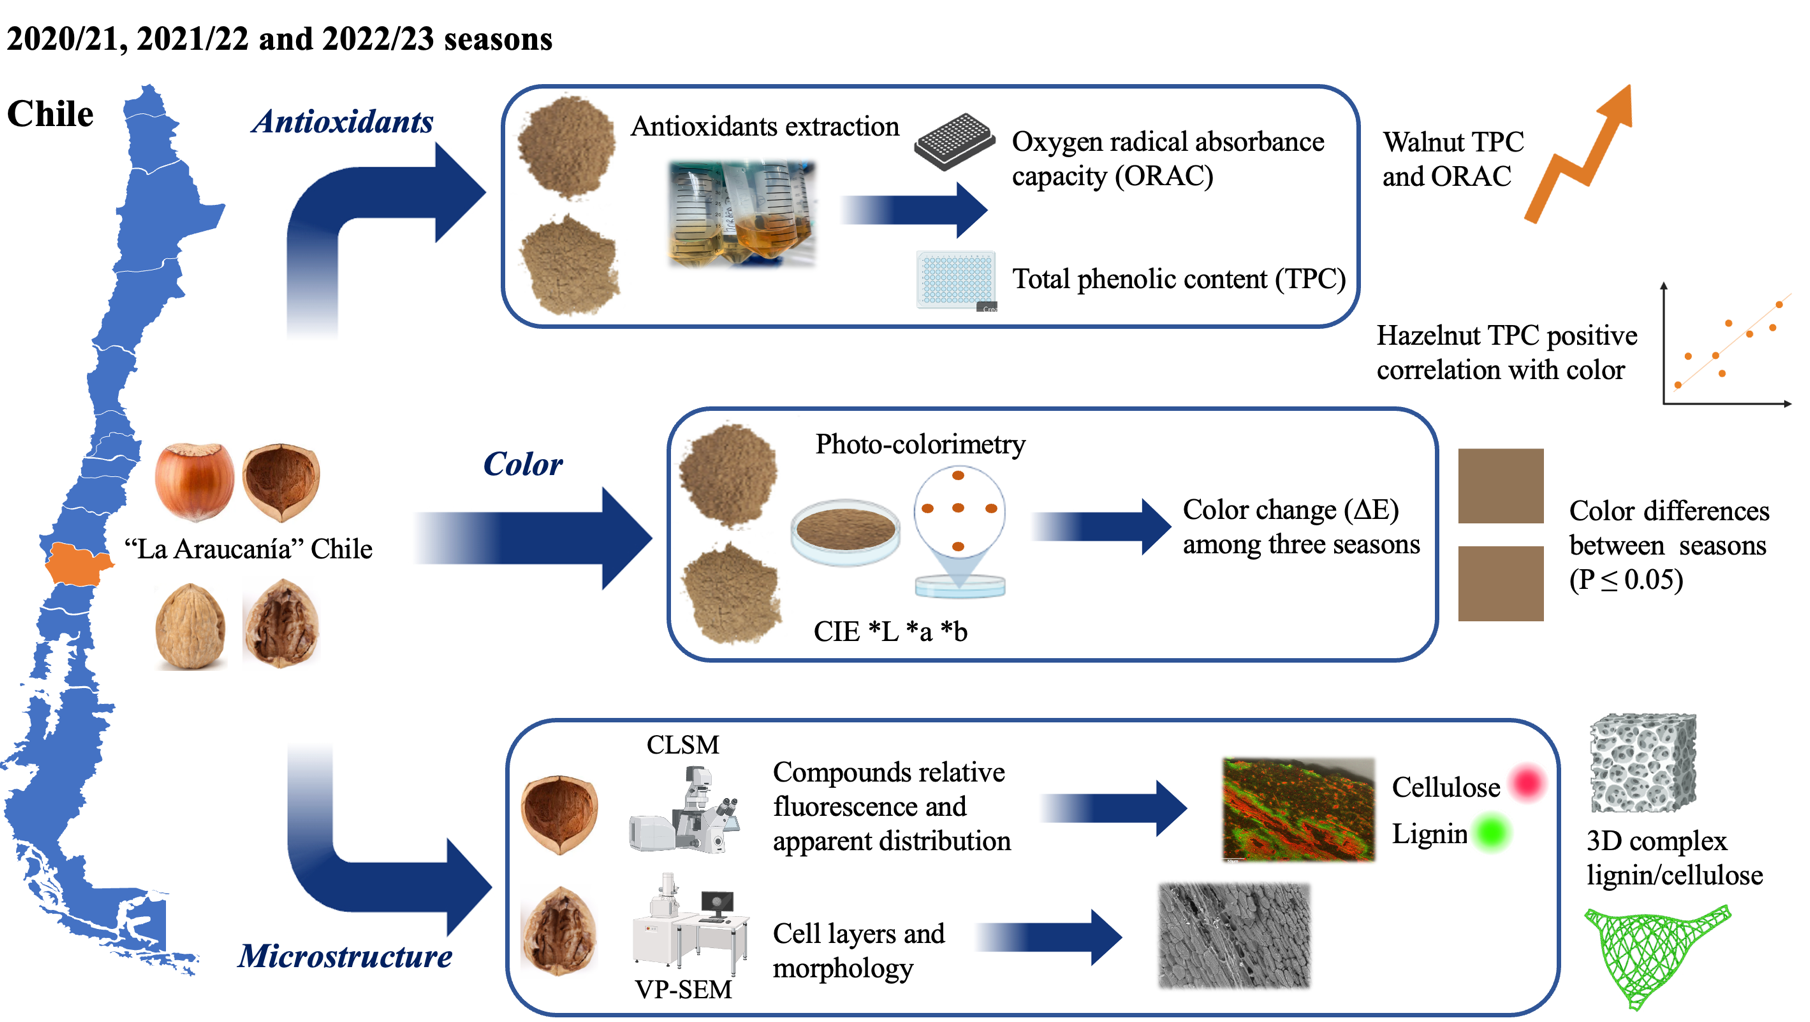 2020/21, 2021/22 and 2022/23 seasons
Chile
Antioxidants
Antioxidants extraction
Oxygen radical absorbance
capacity (ORAC)
Total phenolic content (TPC)
Walnut TPC
and ORAC
Hazelnut TPC positive
correlation with color
“La Araucanía” Chile
Color
Photo-colorimetry
CIE *L *a *b
Color change (ΔE)
among three seasons
Color differences
between seasons
(P ≤ 0.05)
Microstructure
CLSM
Compounds relative
fluorescence and
apparent distribution
Cellulose
Lignin
VP-SEM
Cell layers and
morphology
3D complex
lignin/cellulose